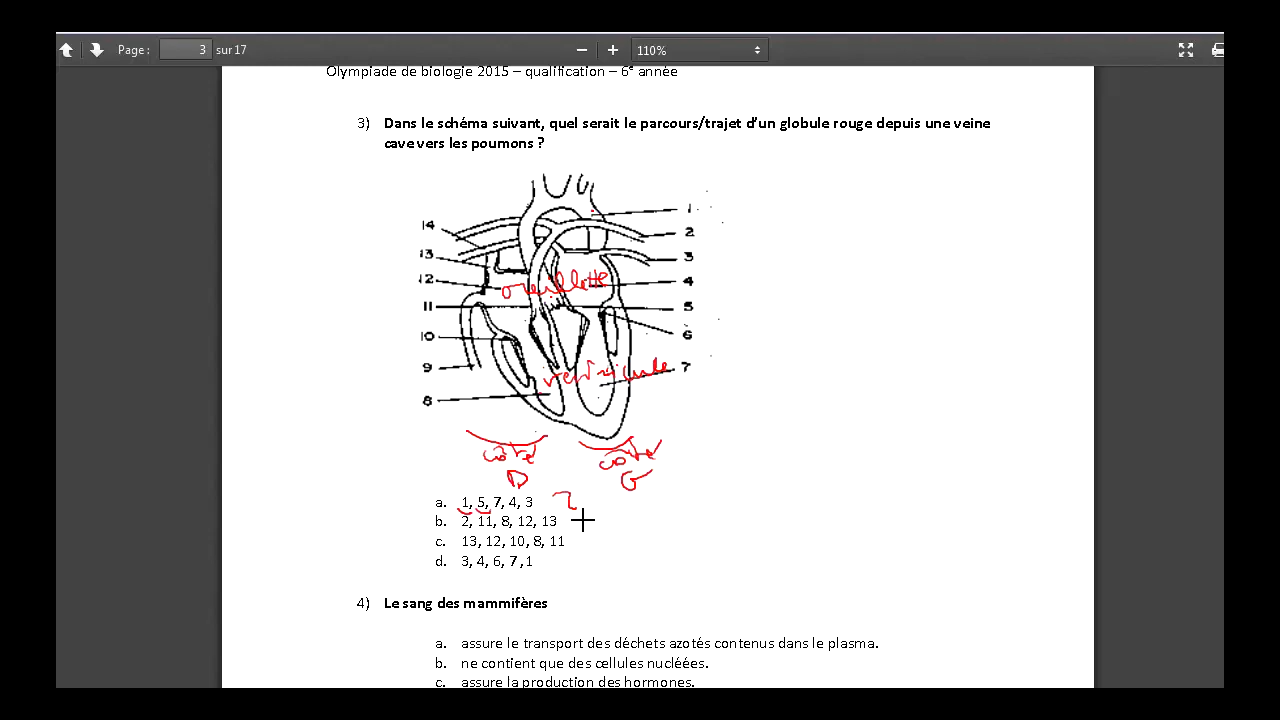 Page : 3 sur 17 110%
Olympiade de biologie 2015 – qualification – 6e année
3) Dans le schéma suivant, quel serait le parcours/trajet d'un globule rouge depuis une veine
cave vers les poumons ?
1
14
2
13
3
12
oreillette
4
11
5
10
6
9
ventricule
7
8
côté
D
côté
G
a. 1, 5, 7, 4, 3
b. 2, 11, 8, 12, 13
c. 13, 12, 10, 8, 11
d. 3, 4, 6, 7 ,1
4) Le sang des mammifères
a. assure le transport des déchets azotés contenus dans le plasma.
b. ne contient que des cellules nucléées.
c. assure la production des hormones.